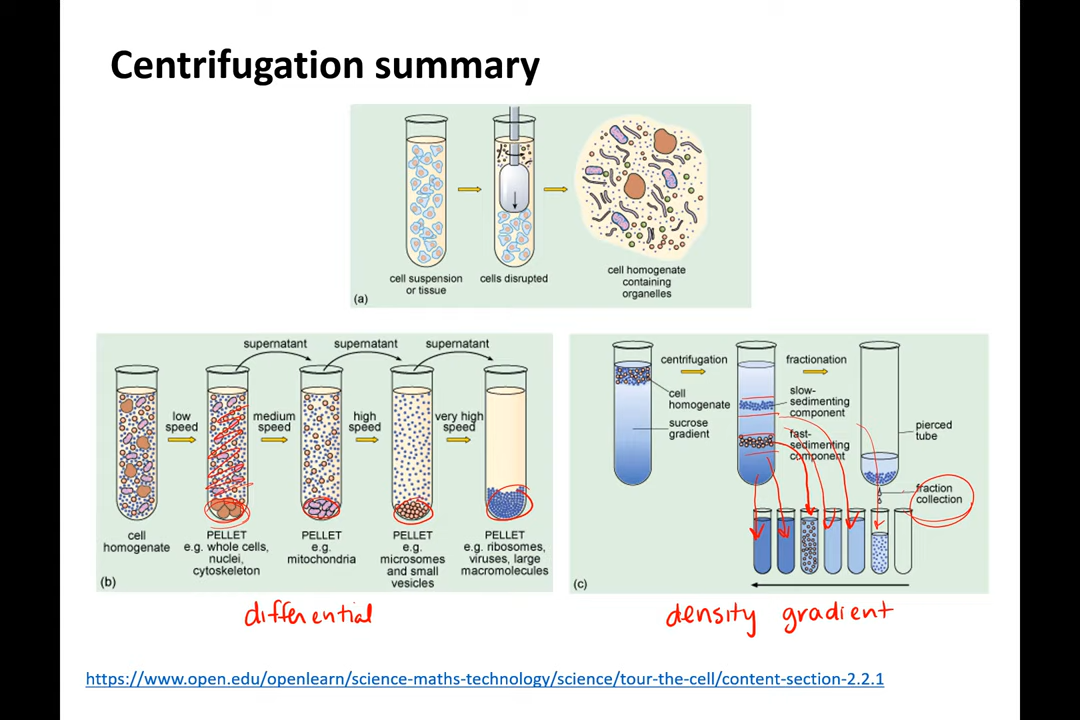 Centrifugation summary
cell suspension
or tissue
cells disrupted
cell homogenate
containing
organelles
(a)
supernatant
supernatant
supernatant
low
speed
medium
speed
high
speed
very high
speed
cell
homogenate
PELLET
e.g. whole cells,
nuclei,
cytoskeleton
PELLET
e.g.
mitochondria
PELLET
e.g.
microsomes
and small
vesicles
PELLET
e.g. ribosomes,
viruses, large
macromolecules
(b)
differential
centrifugation
fractionation
cell
homogenate
sucrose
gradient
slow-
sedimenting
component
fast-
sedimenting
component
pierced
tube
fraction
collection
(c)
density gradient
https://www.open.edu/openlearn/science-maths-technology/science/tour-the-cell/content-section-2.2.1